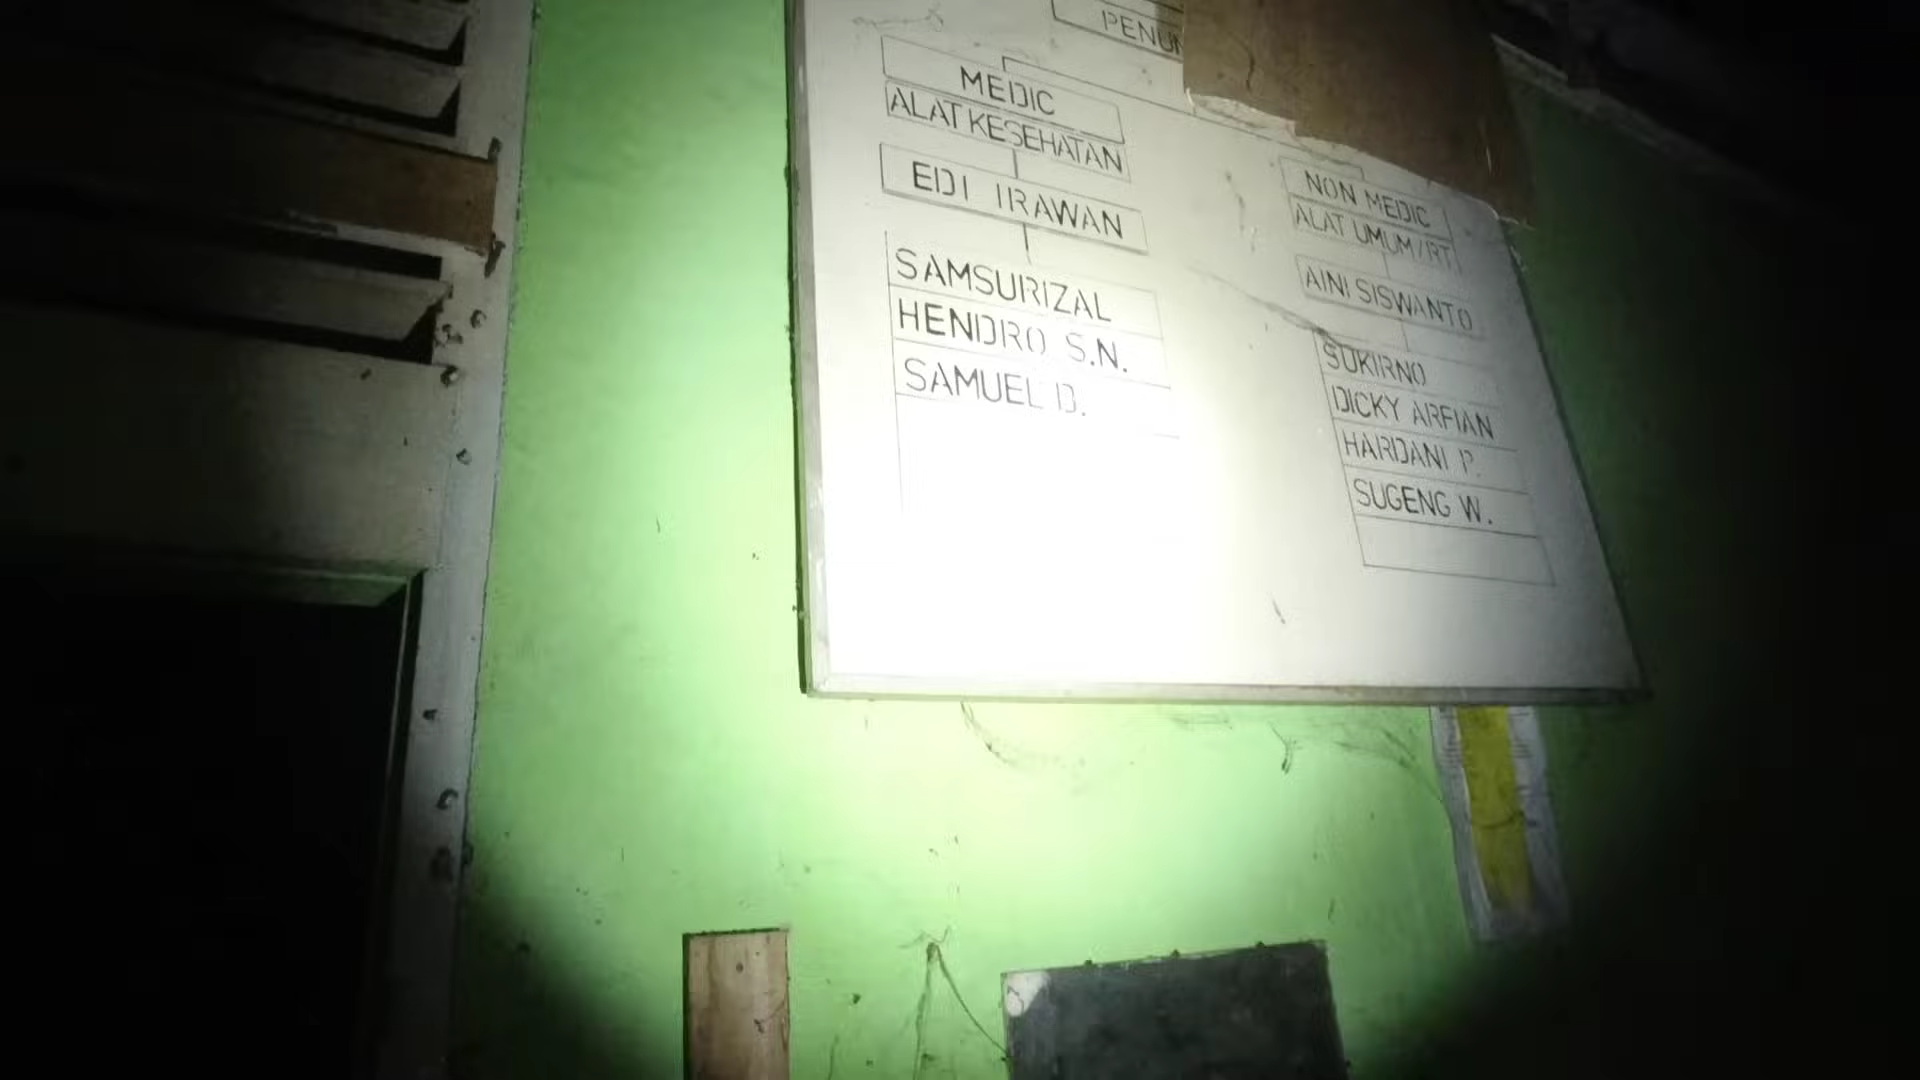 MEDIC
ALAT KESEHATAN
EDI IRAWAN
SAMSURIZAL
HENDRO S.N.
SAMUEL D.
NON MEDIC
ALAT UMUM/RT
AINI SISWANTO
SUKIRNO
DICKY ARFIAN
HARDANI P.
SUGENG W.